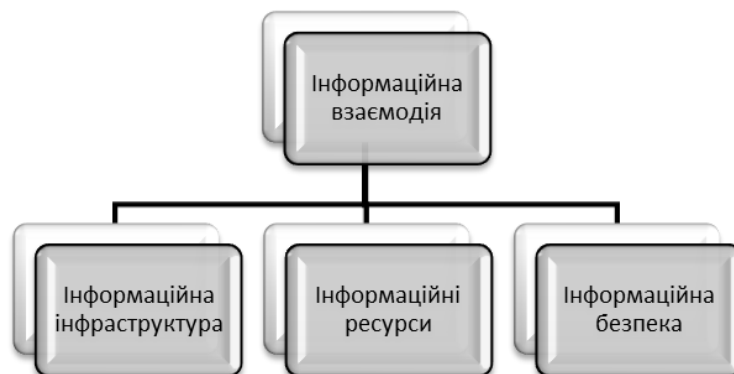 Інформаційна
взаємодія
Інформаційна
інфраструктура
Інформаційні
ресурси
Інформаційна
безпека